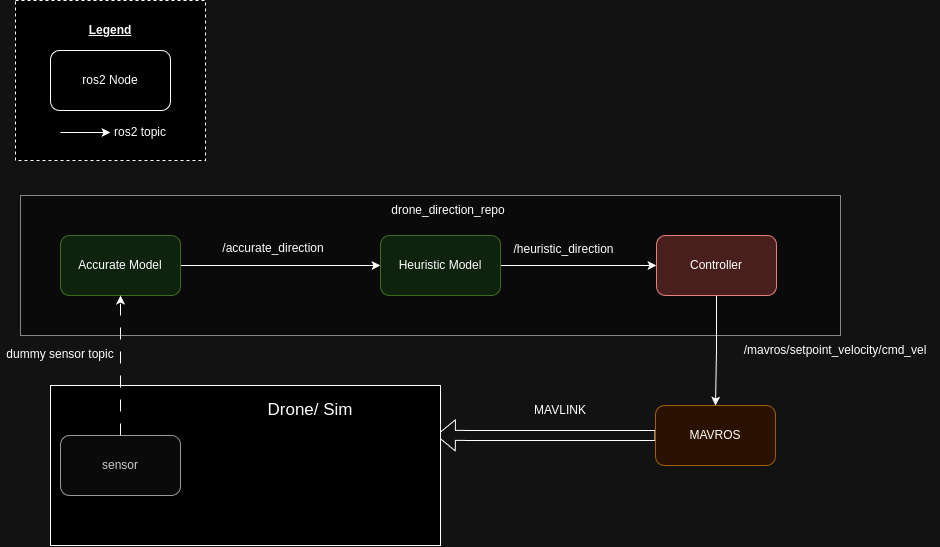 Legend
ros2 Node
ros2 topic
drone_direction_repo
Accurate Model
/accurate_direction
Heuristic Model
/heuristic_direction
Controller
dummy sensor topic
/mavros/setpoint_velocity/cmd_vel
Drone/ Sim
MAVLINK
MAVROS
sensor